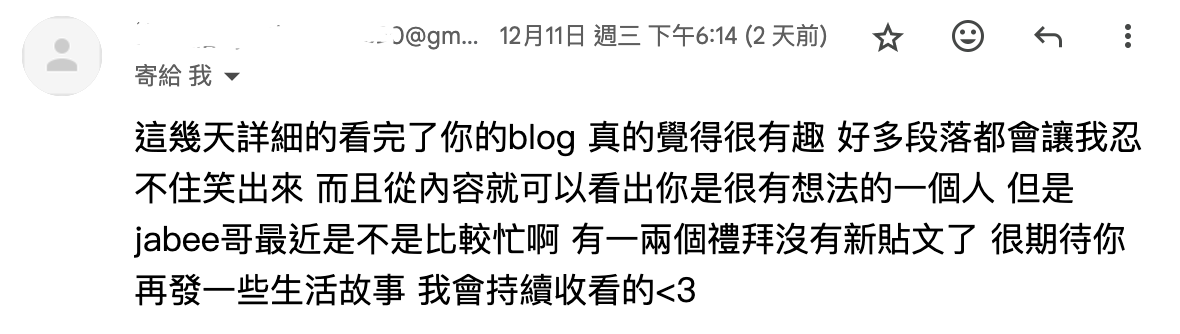 0@gm... 12月11日 週三 下午6:14 (2 天前)
寄給 我
這幾天詳細的看完了你的blog 真的覺得很有趣 好多段落都會讓我忍
不住笑出來 而且從內容就可以看出你是很有想法的一個人 但是
jabee哥最近是不是比較忙啊 有一兩個禮拜沒有新貼文了 很期待你
再發一些生活故事 我會持續收看的<3